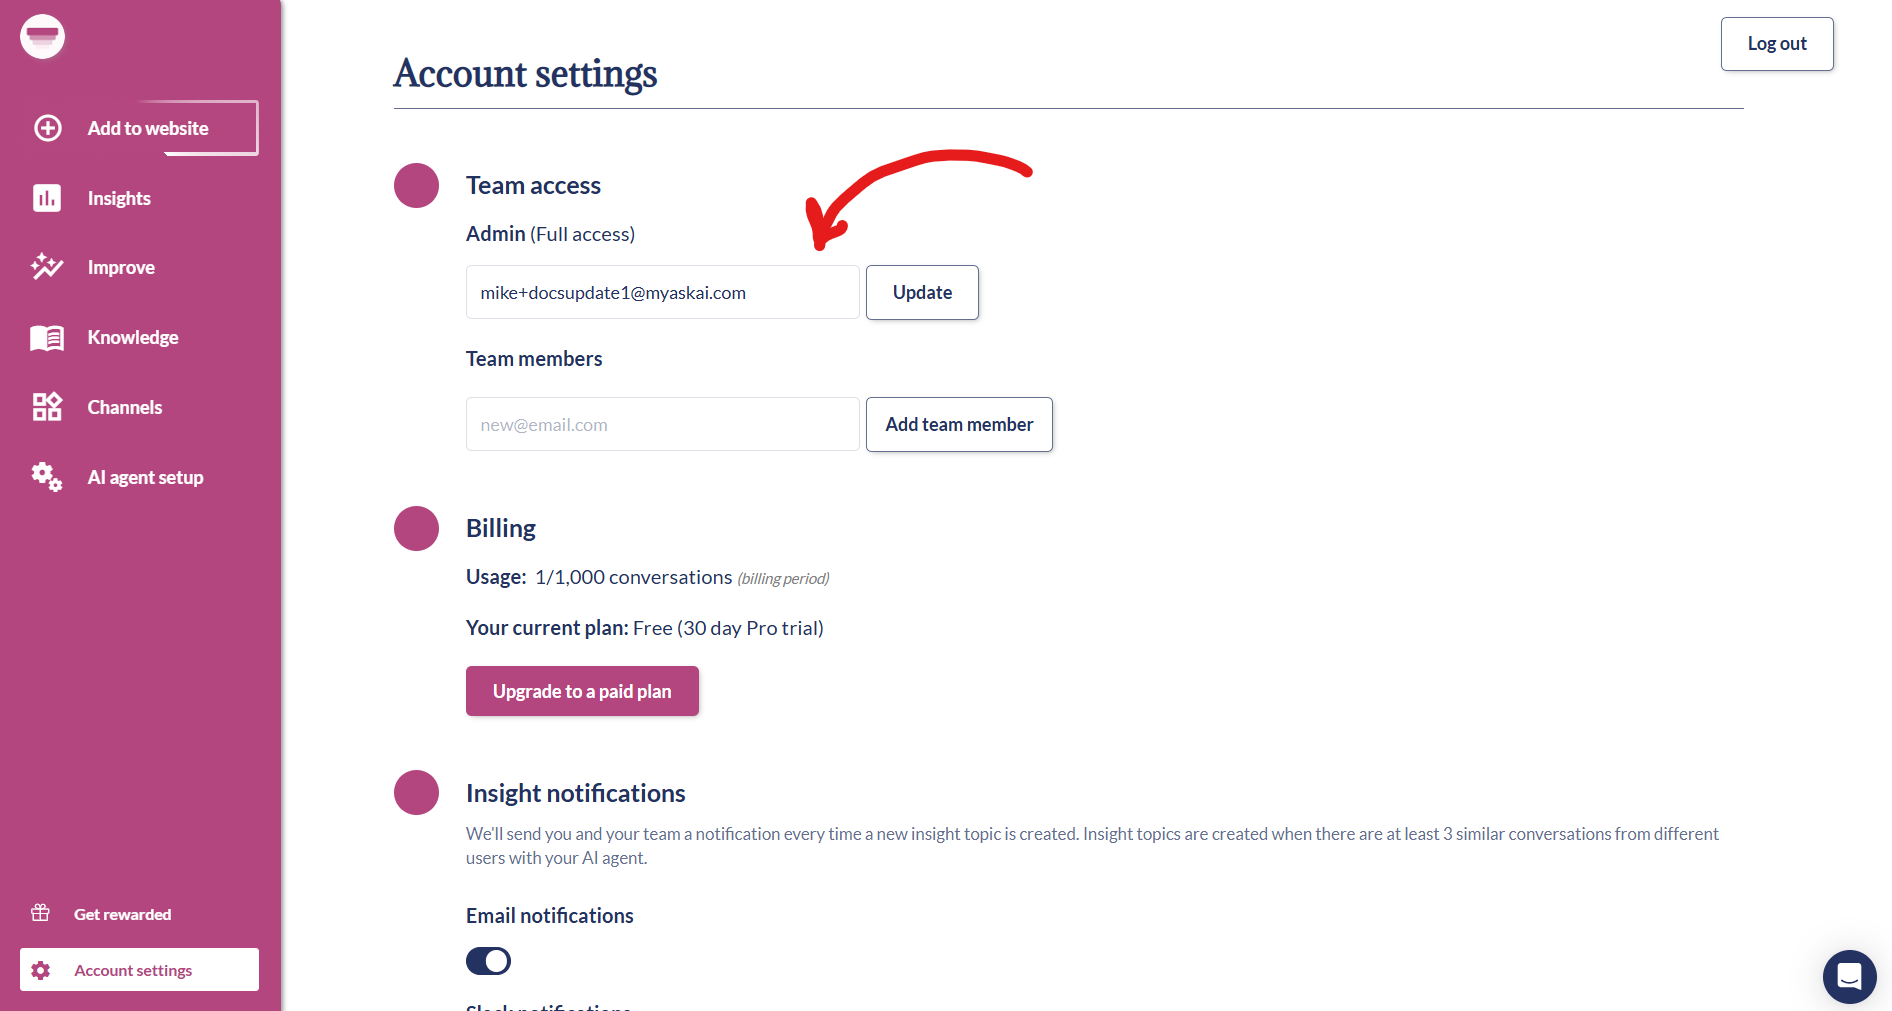 Log out
Account settings
Add to website
Insights
Improve
Knowledge
Channels
AI agent setup
Get rewarded
Account settings
Team access
Admin (Full access)
mike+docsupdate1@myaskai.com
Update
Team members
new@email.com
Add team member
Billing
Usage: 1/1,000 conversations (billing period)
Your current plan: Free (30 day Pro trial)
Upgrade to a paid plan
Insight notifications
We'll send you and your team a notification every time a new insight topic is created. Insight topics are created when there are at least 3 similar conversations from different
users with your AI agent.
Email notifications
Slack notifications